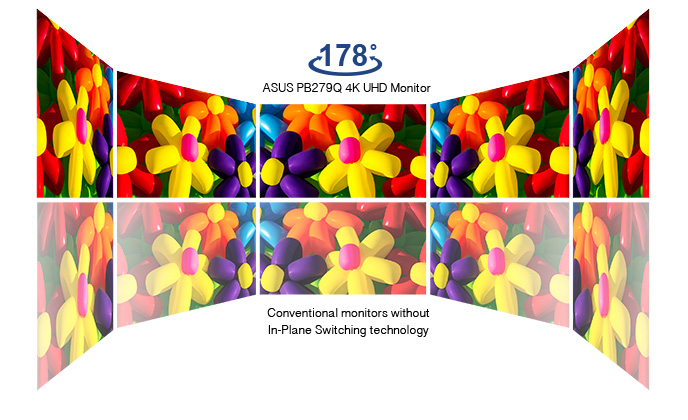 178°
ASUS PB279Q 4K UHD Monitor
Conventional monitors without
In-Plane Switching technology